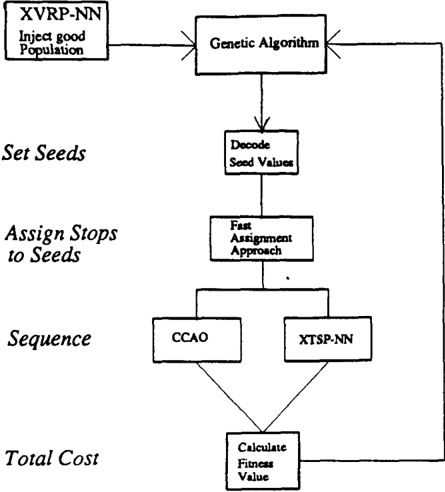 XVRP-NN
Inject good
Population
Genetic Algorithm
Set Seeds
Decode
Seed Values
Assign Stops
to Seeds
Fast
Assignment
Approach
Sequence
CCAO
XTSP-NN
Total Cost
Calculate
Fitness
Value